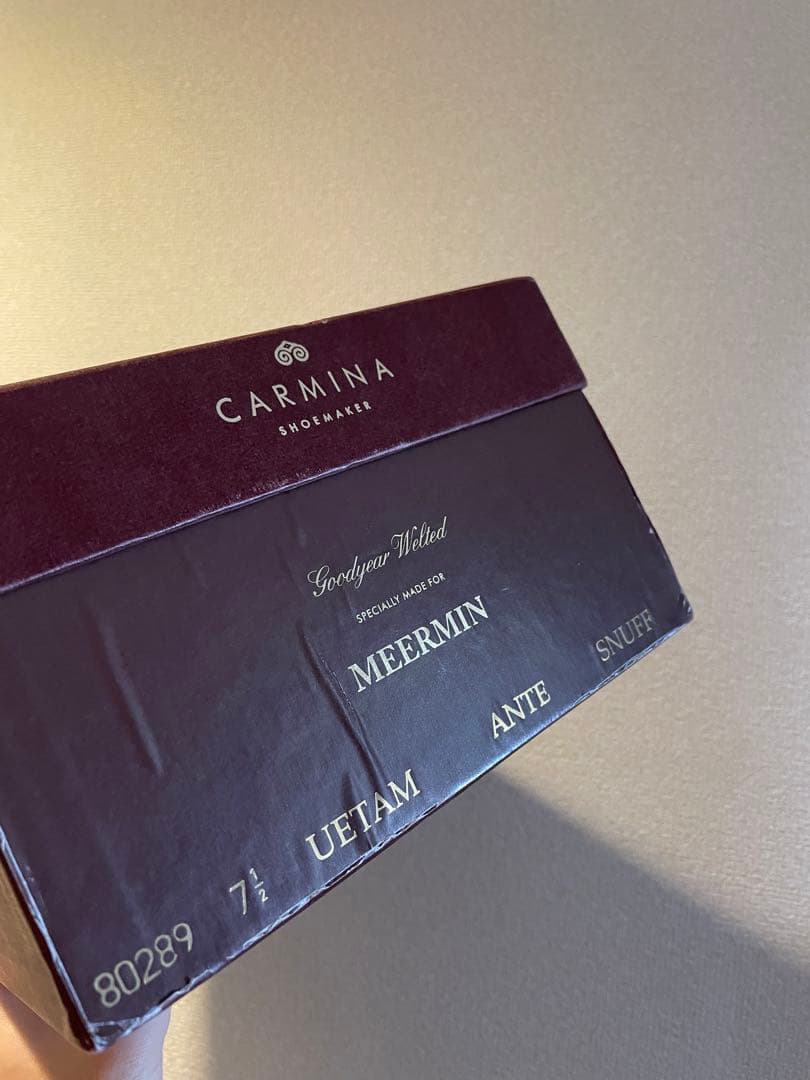 CARMINA
SHOEMAKER
Goodyear Welted
SPECIALLY MADE FOR
MEERMIN
80289 7½ UETAM ANTE SNUFF